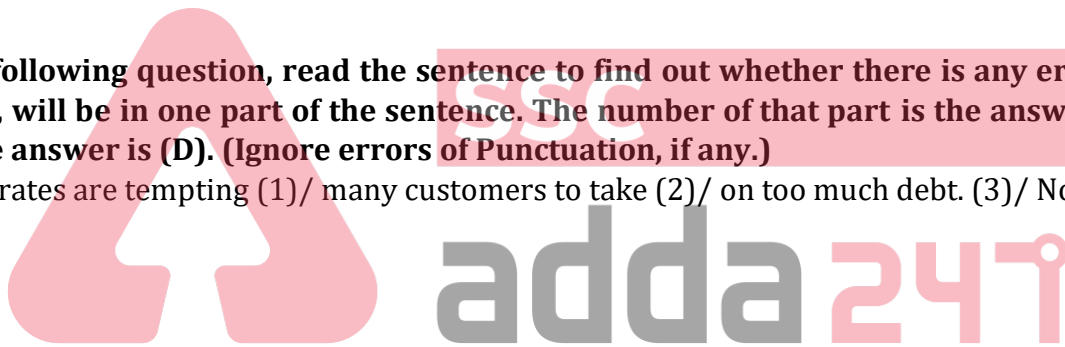 following question, read the sentence to find out whether there is any er
, will be in one part of the sentence. The number of that part is the answ
e answer is (D). (Ignore errors of Punctuation, if any.)
rates are tempting (1)/ many customers to take (2)/ on too much debt. (3)/ No
SSC
adda247